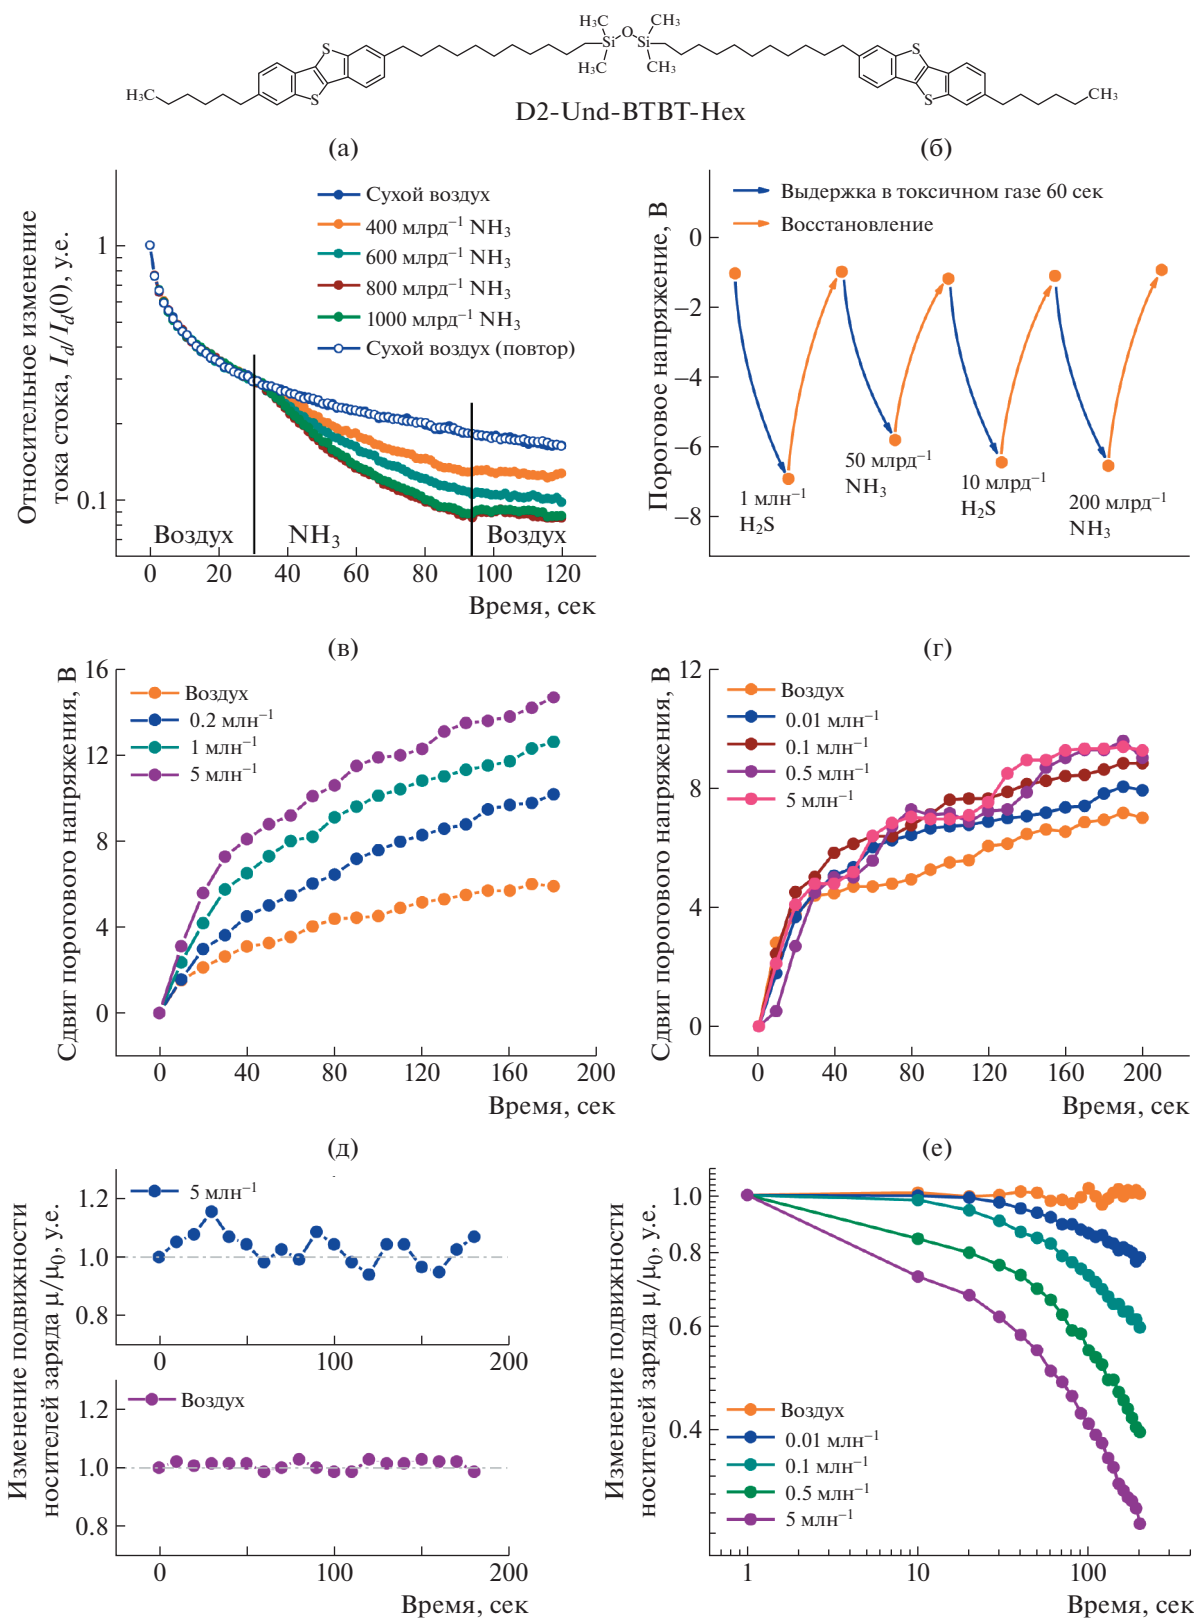 H₃C CH₃
O
Si Si
H₃C CH₃
S S
H₃C S S CH₃
D2-Und-BTBT-Hex
(а)
Относительное изменение
тока стока, I_d/I_d(0), у.е.
Сухой воздух
400 млрд⁻¹ NH₃
600 млрд⁻¹ NH₃
800 млрд⁻¹ NH₃
1000 млрд⁻¹ NH₃
Сухой воздух (повтор)
1
0.1
Воздух NH₃ Воздух
0 20 40 60 80 100 120
Время, сек
(б)
Пороговое напряжение, В
Выдержка в токсичном газе 60 сек
Восстановление
0
−2
−4
−6
−8
1 млн⁻¹
H₂S
50 млрд⁻¹
NH₃
10 млрд⁻¹
H₂S
200 млрд⁻¹
NH₃
Время, сек
(в)
Сдвиг порогового напряжения, В
16
12
8
4
0
Воздух
0.2 млн⁻¹
1 млн⁻¹
5 млн⁻¹
0 40 80 120 160 200
Время, сек
(г)
Сдвиг порогового напряжения, В
12
8
4
0
Воздух
0.01 млн⁻¹
0.1 млн⁻¹
0.5 млн⁻¹
5 млн⁻¹
0 40 80 120 160 200
Время, сек
(д)
Изменение подвижности
носителей заряда μ/μ₀, у.е.
5 млн⁻¹
1.2
1.0
0.8
0 100 200
Воздух
1.2
1.0
0.8
0 100 200
Время, сек
(е)
Изменение подвижности
носителей заряда μ/μ₀, у.е.
1.0
0.8
0.6
0.4
Воздух
0.01 млн⁻¹
0.1 млн⁻¹
0.5 млн⁻¹
5 млн⁻¹
1 10 100
Время, сек